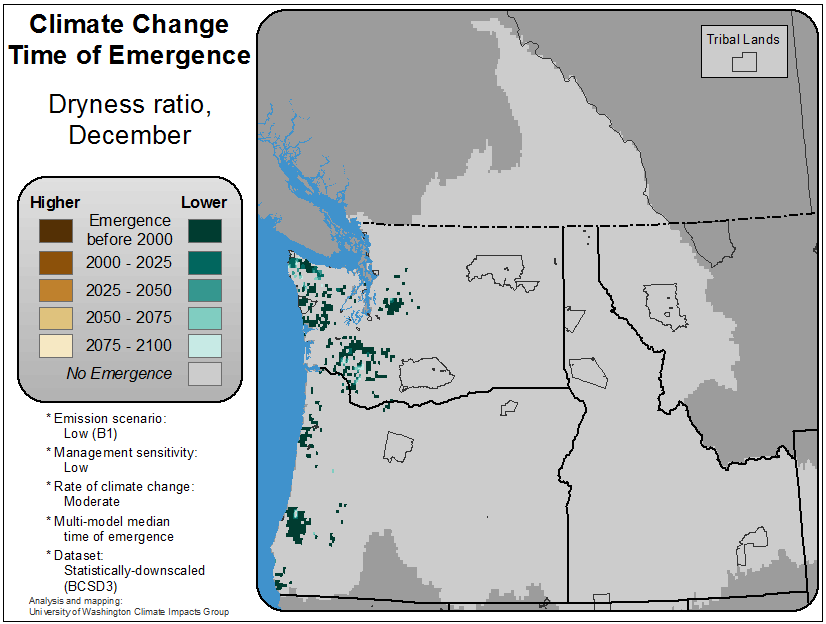 Climate Change
Time of Emergence
Dryness ratio,
December
Higher
Lower
Emergence
before 2000
2000 - 2025
2025 - 2050
2050 - 2075
2075 - 2100
No Emergence
* Emission scenario:
Low (B1)
* Management sensitivity:
Low
* Rate of climate change:
Moderate
* Multi-model median
time of emergence
* Dataset:
Statistically-downscaled
(BCSD3)
Analysis and mapping:
University of Washington Climate Impacts Group
Tribal Lands